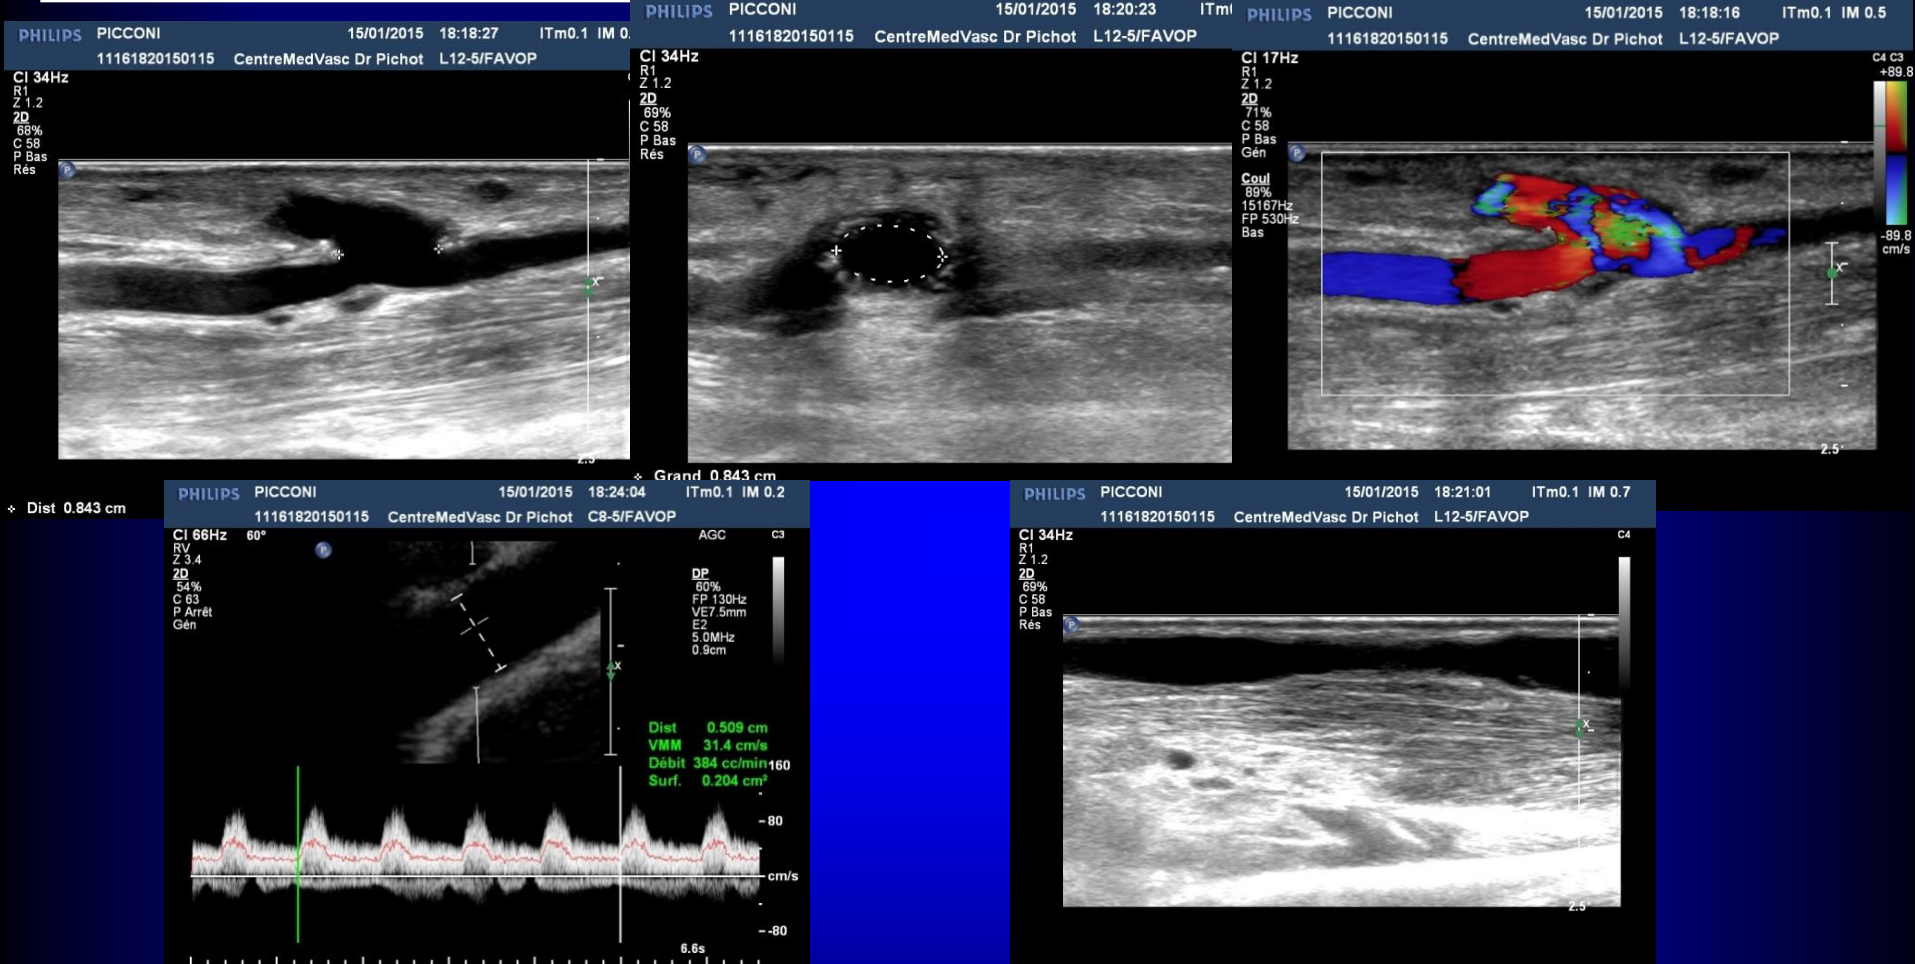 PHILIPS PICCONI 15/01/2015 18:18:27 ITm0.1 IM 0.
11161820150115 CentreMedVasc Dr Pichot L12-5/FAVOP
CI 34Hz
R1
Z 1.2
2D
68%
C 58
P Bas
Rés
P
x
2.5
Dist 0.843 cm
PHILIPS PICCONI 15/01/2015 18:20:23 ITm
11161820150115 CentreMedVasc Dr Pichot L12-5/FAVOP
CI 34Hz
R1
Z 1.2
2D
69%
C 58
P Bas
Rés
P
Grand 0.843 cm
PHILIPS PICCONI 15/01/2015 18:18:16 ITm0.1 IM 0.5
11161820150115 CentreMedVasc Dr Pichot L12-5/FAVOP
CI 17Hz
R1
Z 1.2
2D
71%
C 58
P Bas
Gén
Coul
89%
15167Hz
FP 530Hz
Bas
P
C4 C3
+89.8
-89.8
cm/s
x
2.5
PHILIPS PICCONI 15/01/2015 18:24:04 ITm0.1 IM 0.2
11161820150115 CentreMedVasc Dr Pichot C8-5/FAVOP
CI 66Hz 60°
RV
Z 3.4
2D
54%
C 63
P Arrêt
Gén
P
AGC C3
DP
60%
FP 130Hz
VE7.5mm
E2
5.0MHz
0.9cm
x
Dist 0.509 cm
VMM 31.4 cm/s
Débit 384 cc/min
Surf. 0.204 cm²
160
80
cm/s
-80
6.6s
PHILIPS PICCONI 15/01/2015 18:21:01 ITm0.1 IM 0.7
11161820150115 CentreMedVasc Dr Pichot L12-5/FAVOP
CI 34Hz
R1
Z 1.2
2D
69%
C 58
P Bas
Rés
P
C4
x
2.5